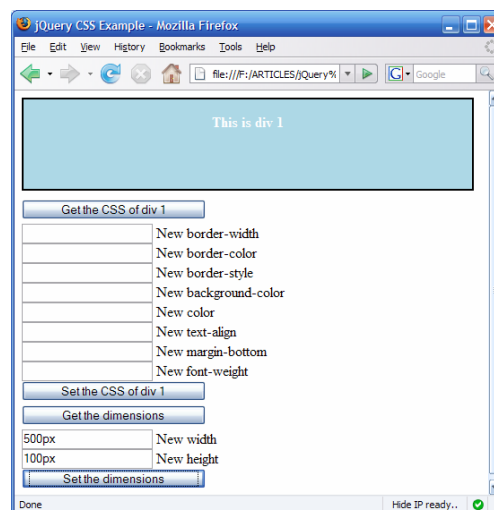 jQuery CSS Example - Mozilla Firefox
File Edit View History Bookmarks Tools Help
file:///F:/ARTICLES/jQuery% G Google
This is div 1
Get the CSS of div 1
New border-width
New border-color
New border-style
New background-color
New color
New text-align
New margin-bottom
New font-weight
Set the CSS of div 1
Get the dimensions
500px New width
100px New height
Set the dimensions
Done Hide IP ready..